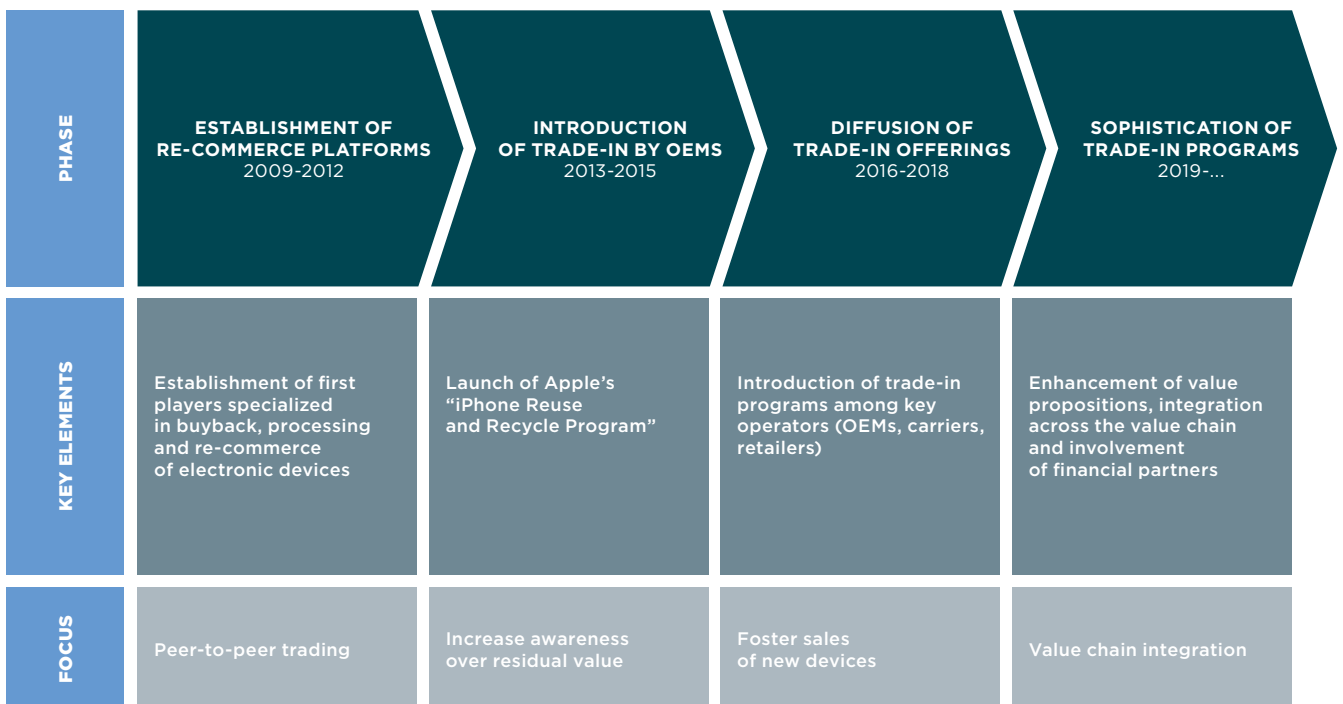 PHASE
ESTABLISHMENT OF
RE-COMMERCE PLATFORMS
2009-2012
INTRODUCTION
OF TRADE-IN BY OEMS
2013-2015
DIFFUSION OF
TRADE-IN OFFERINGS
2016-2018
SOPHISTICATION OF
TRADE-IN PROGRAMS
2019-...
KEY ELEMENTS
Establishment of first
players specialized
in buyback, processing
and re-commerce
of electronic devices
Launch of Apple’s
“iPhone Reuse
and Recycle Program”
Introduction of trade-in
programs among key
operators (OEMs, carriers,
retailers)
Enhancement of value
propositions, integration
across the value chain
and involvement
of financial partners
FOCUS
Peer-to-peer trading
Increase awareness
over residual value
Foster sales
of new devices
Value chain integration